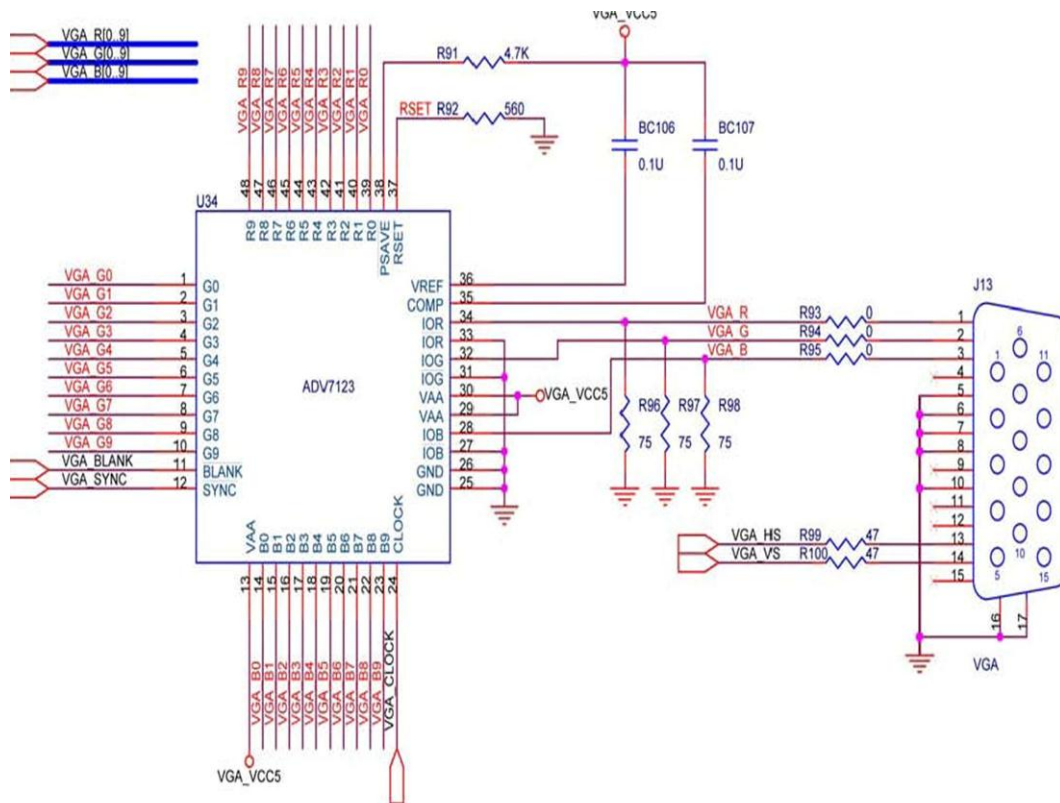 VGA_VCC5
VGA_R[0..9]
VGA_G[0..9]
VGA_B[0..9]
R91 4.7K
RSET R92 560
BC106
0.1U
BC107
0.1U
VGA_R9
VGA_R8
VGA_R7
VGA_R6
VGA_R5
VGA_R4
VGA_R3
VGA_R2
VGA_R1
VGA_R0
48
47
46
45
44
43
42
41
40
39
38
37
U34
R9
R8
R7
R6
R5
R4
R3
R2
R1
R0
PSAVE
RSET
VGA_G0 1 G0
VGA_G1 2 G1
VGA_G2 3 G2
VGA_G3 4 G3
VGA_G4 5 G4
VGA_G5 6 G5
VGA_G6 7 G6
VGA_G7 8 G7
VGA_G8 9 G8
VGA_G9 10 G9
VGA_BLANK 11 BLANK
VGA_SYNC 12 SYNC
ADV7123
VREF 36
COMP 35
IOR 34
IOR 33
IOG 32
IOG 31
VAA 30
VAA 29
IOB 28
IOB 27
GND 26
GND 25
VGA_VCC5
VGA_R R93 0
VGA_G R94 0
VGA_B R95 0
R96
75
R97
75
R98
75
VGA_HS R99 47
VGA_VS R100 47
J13
1
2
3
4
5
6
7
8
9
10
11
12
13
14
15
6
1
11
10
5
15
16
17
VGA
VAA
B0
B1
B2
B3
B4
B5
B6
B7
B8
B9
CLOCK
13
14
15
16
17
18
19
20
21
22
23
24
VGA_B0
VGA_B1
VGA_B2
VGA_B3
VGA_B4
VGA_B5
VGA_B6
VGA_B7
VGA_B8
VGA_B9
VGA_CLOCK
VGA_VCC5